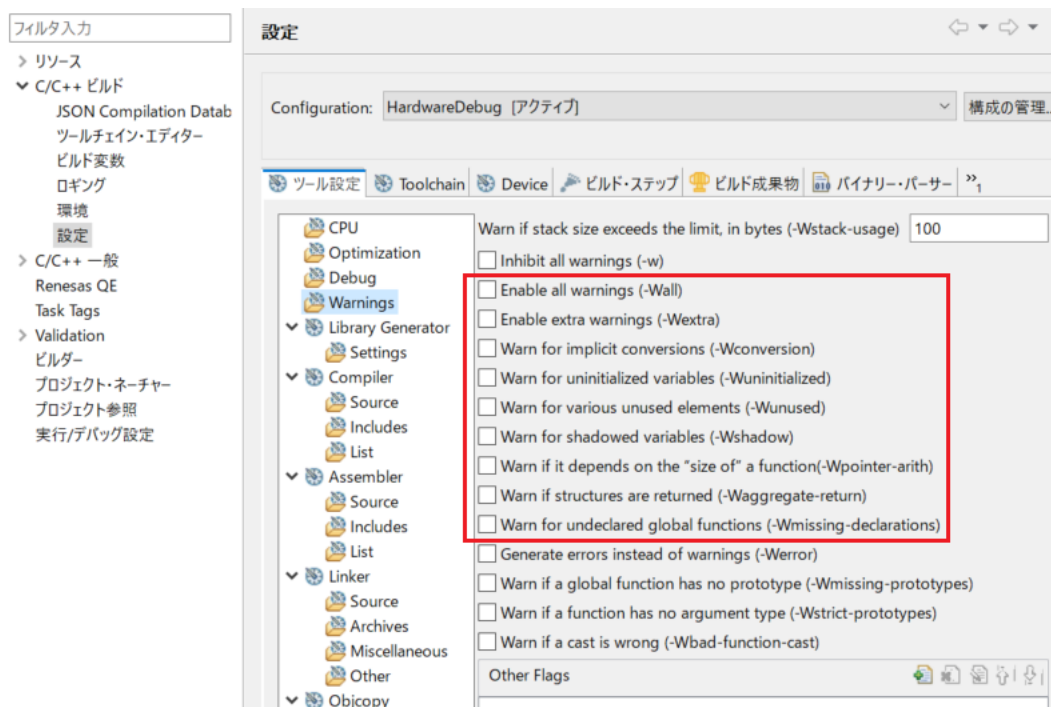 フィルタ入力
リソース
C/C++ ビルド
JSON Compilation Datab
ツールチェイン・エディター
ビルド変数
ロギング
環境
設定
C/C++ 一般
Renesas QE
Task Tags
Validation
ビルダー
プロジェクト・ネーチャー
プロジェクト参照
実行/デバッグ設定
設定
Configuration: HardwareDebug [アクティブ] 構成の管理..
ツール設定 Toolchain Device ビルド・ステップ ビルド成果物 バイナリー・パーサー »1
CPU
Optimization
Debug
Warnings
Library Generator
Settings
Compiler
Source
Includes
List
Assembler
Source
Includes
List
Linker
Source
Archives
Miscellaneous
Other
Objcopy
Warn if stack size exceeds the limit, in bytes (-Wstack-usage) 100
Inhibit all warnings (-w)
Enable all warnings (-Wall)
Enable extra warnings (-Wextra)
Warn for implicit conversions (-Wconversion)
Warn for uninitialized variables (-Wuninitialized)
Warn for various unused elements (-Wunused)
Warn for shadowed variables (-Wshadow)
Warn if it depends on the “size of” a function(-Wpointer-arith)
Warn if structures are returned (-Waggregate-return)
Warn for undeclared global functions (-Wmissing-declarations)
Generate errors instead of warnings (-Werror)
Warn if a global function has no prototype (-Wmissing-prototypes)
Warn if a function has no argument type (-Wstrict-prototypes)
Warn if a cast is wrong (-Wbad-function-cast)
Other Flags